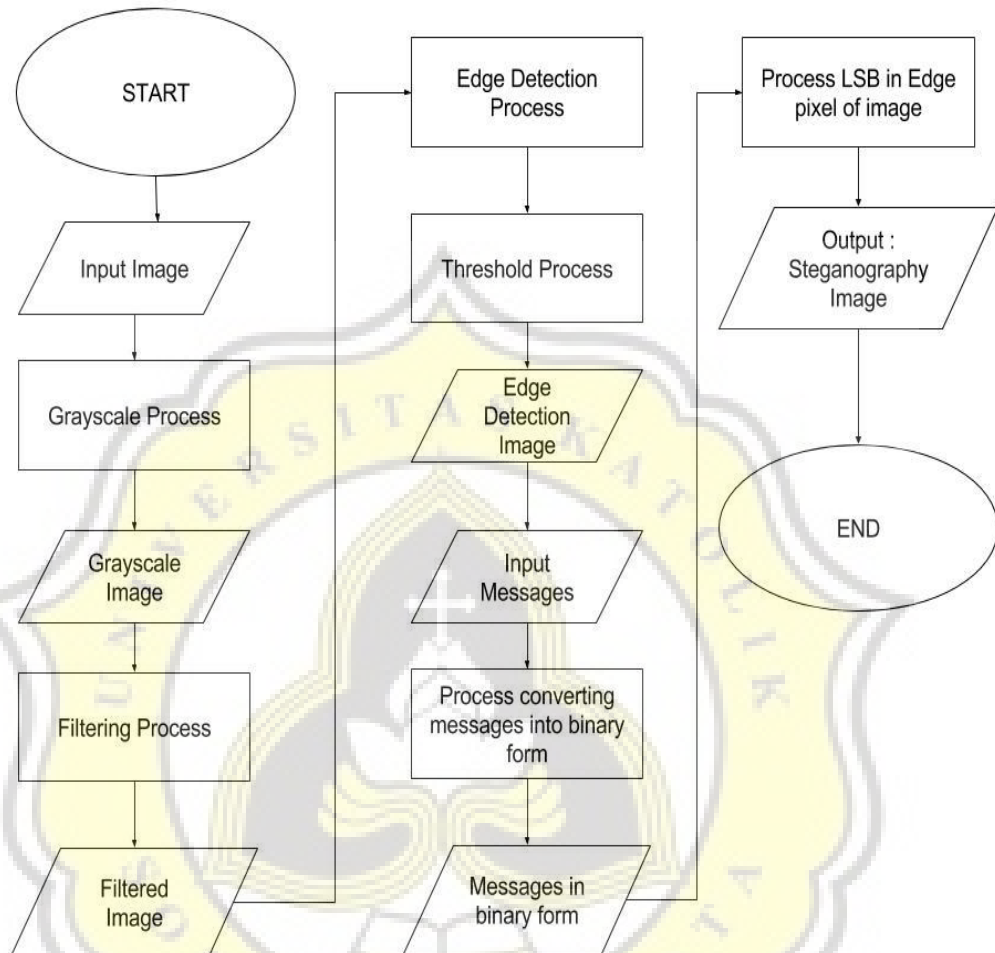 START
Input Image
Grayscale Process
Grayscale
Image
Filtering Process
Filtered
Image
Edge Detection
Process
Threshold Process
Edge
Detection
Image
Input
Messages
Process converting
messages into binary
form
Messages in
binary form
Process LSB in Edge
pixel of image
Output :
Steganography
Image
END
UNIVERSITAS KATOLIK